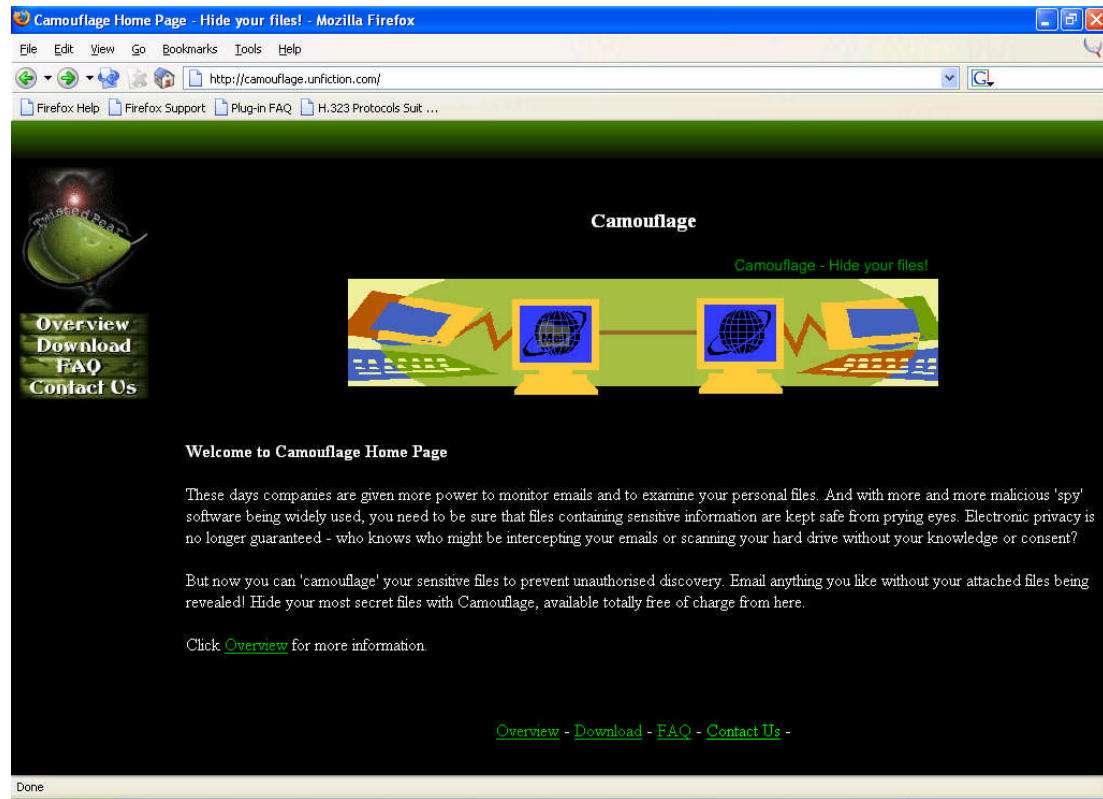 Camouflage Home Page - Hide your files! - Mozilla Firefox
File Edit View Go Bookmarks Tools Help
http://camouflage.unfiction.com/
G
Firefox Help Firefox Support Plug-in FAQ H.323 Protocols Suit ...
Twisted Pear
Overview
Download
FAQ
Contact Us
Camouflage
Camouflage - Hide your files!
Mail
Welcome to Camouflage Home Page
These days companies are given more power to monitor emails and to examine your personal files. And with more and more malicious 'spy'
software being widely used, you need to be sure that files containing sensitive information are kept safe from prying eyes. Electronic privacy is
no longer guaranteed - who knows who might be intercepting your emails or scanning your hard drive without your knowledge or consent?
But now you can 'camouflage' your sensitive files to prevent unauthorised discovery. Email anything you like without your attached files being
revealed! Hide your most secret files with Camouflage, available totally free of charge from here.
Click Overview for more information.
Overview - Download - FAQ - Contact Us -
Done